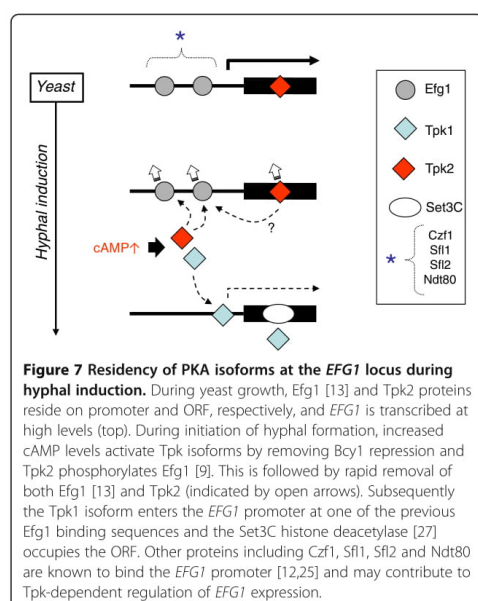 *
Yeast
Hyphal induction
cAMP↑
?
Efg1
Tpk1
Tpk2
Set3C
*
Czf1
Sfl1
Sfl2
Ndt80
Figure 7 Residency of PKA isoforms at the EFG1 locus during
hyphal induction. During yeast growth, Efg1 [13] and Tpk2 proteins
reside on promoter and ORF, respectively, and EFG1 is transcribed at
high levels (top). During initiation of hyphal formation, increased
cAMP levels activate Tpk isoforms by removing Bcy1 repression and
Tpk2 phosphorylates Efg1 [9]. This is followed by rapid removal of
both Efg1 [13] and Tpk2 (indicated by open arrows). Subsequently
the Tpk1 isoform enters the EFG1 promoter at one of the previous
Efg1 binding sequences and the Set3C histone deacetylase [27]
occupies the ORF. Other proteins including Czf1, Sfl1, Sfl2 and Ndt80
are known to bind the EFG1 promoter [12,25] and may contribute to
Tpk-dependent regulation of EFG1 expression.